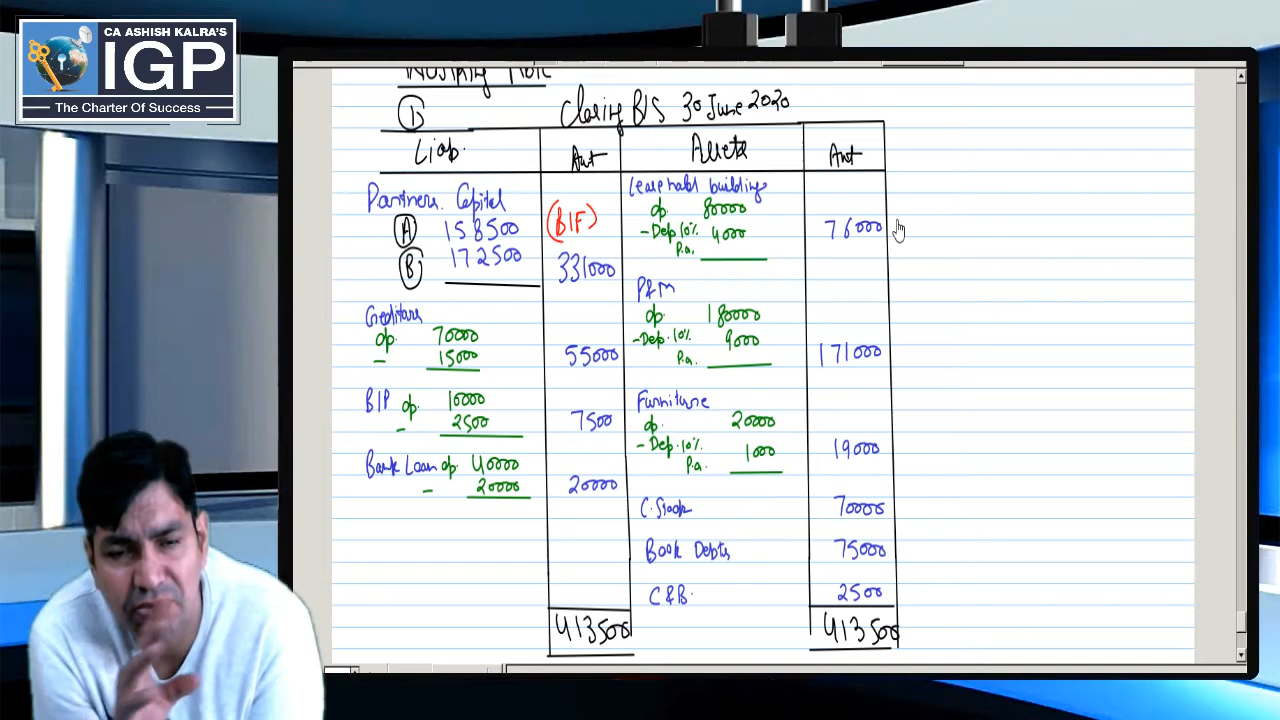 CA ASHISH KALRA'S
IGP
The Charter Of Success
Working Note
① Closing B/S 30 June 2020
Liab. Amt Assets Amt
Partners Capital (B/F)
A 158500
B 172500 331000
Creditors
op. 70000
- 15000 55000
B/P op. 10000
- 2500 7500
Bank Loan op. 40000
- 20000 20000
413500
Leasehold buildings
op. 80000
- Dep. 10% 4000 76000
p.a.
P&M
op. 180000
- Dep. 10% 9000
p.a. 171000
Furniture
op. 20000
- Dep. 10% 1000 19000
p.a.
C. Stock 70000
Book Debts 75000
C&B. 2500
413500